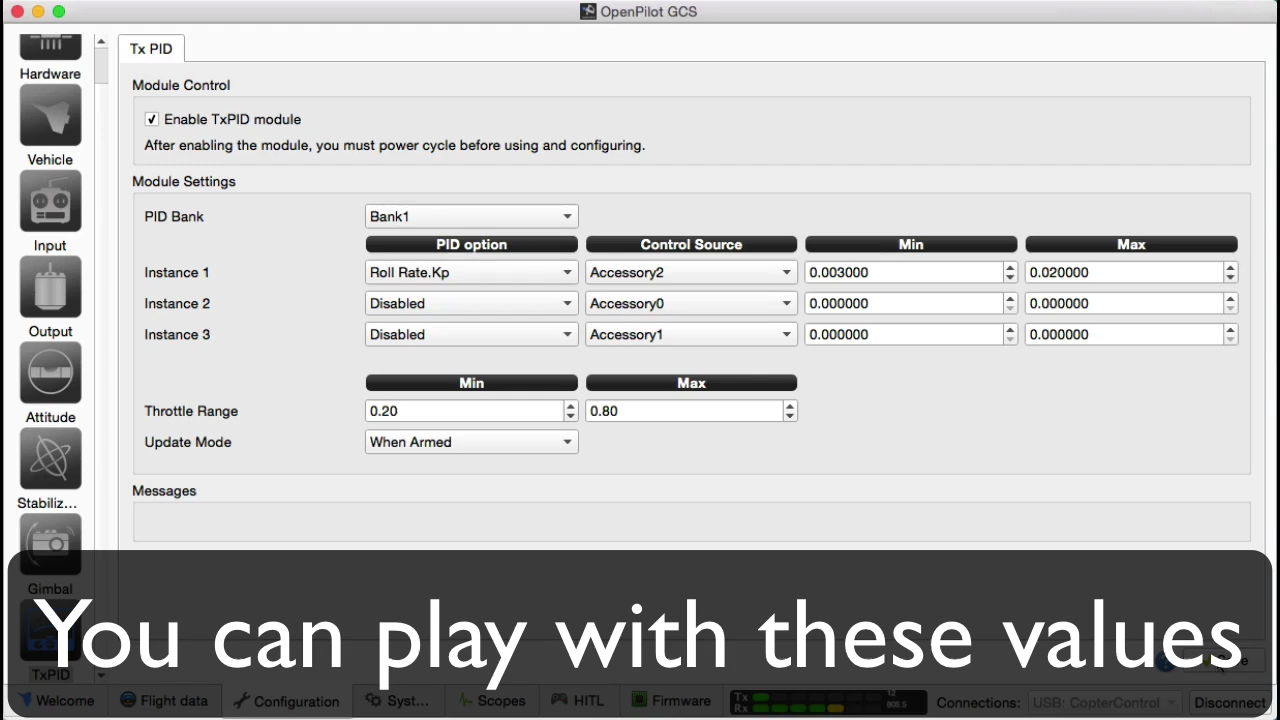 OpenPilot GCS
Hardware
Vehicle
Input
Output
Attitude
Stabiliz...
Gimbal
TxPID
Tx PID
Module Control
✓ Enable TxPID module
After enabling the module, you must power cycle before using and configuring.
Module Settings
PID Bank Bank1
PID option Control Source Min Max
Instance 1 Roll Rate.Kp Accessory2 0.003000 0.020000
Instance 2 Disabled Accessory0 0.000000 0.000000
Instance 3 Disabled Accessory1 0.000000 0.000000
Min Max
Throttle Range 0.20 0.80
Update Mode When Armed
Messages
You can play with these values
Welcome Flight data Configuration Syst... Scopes HITL Firmware Tx Rx 12 805.5 Connections: USB: CopterControl Disconnect